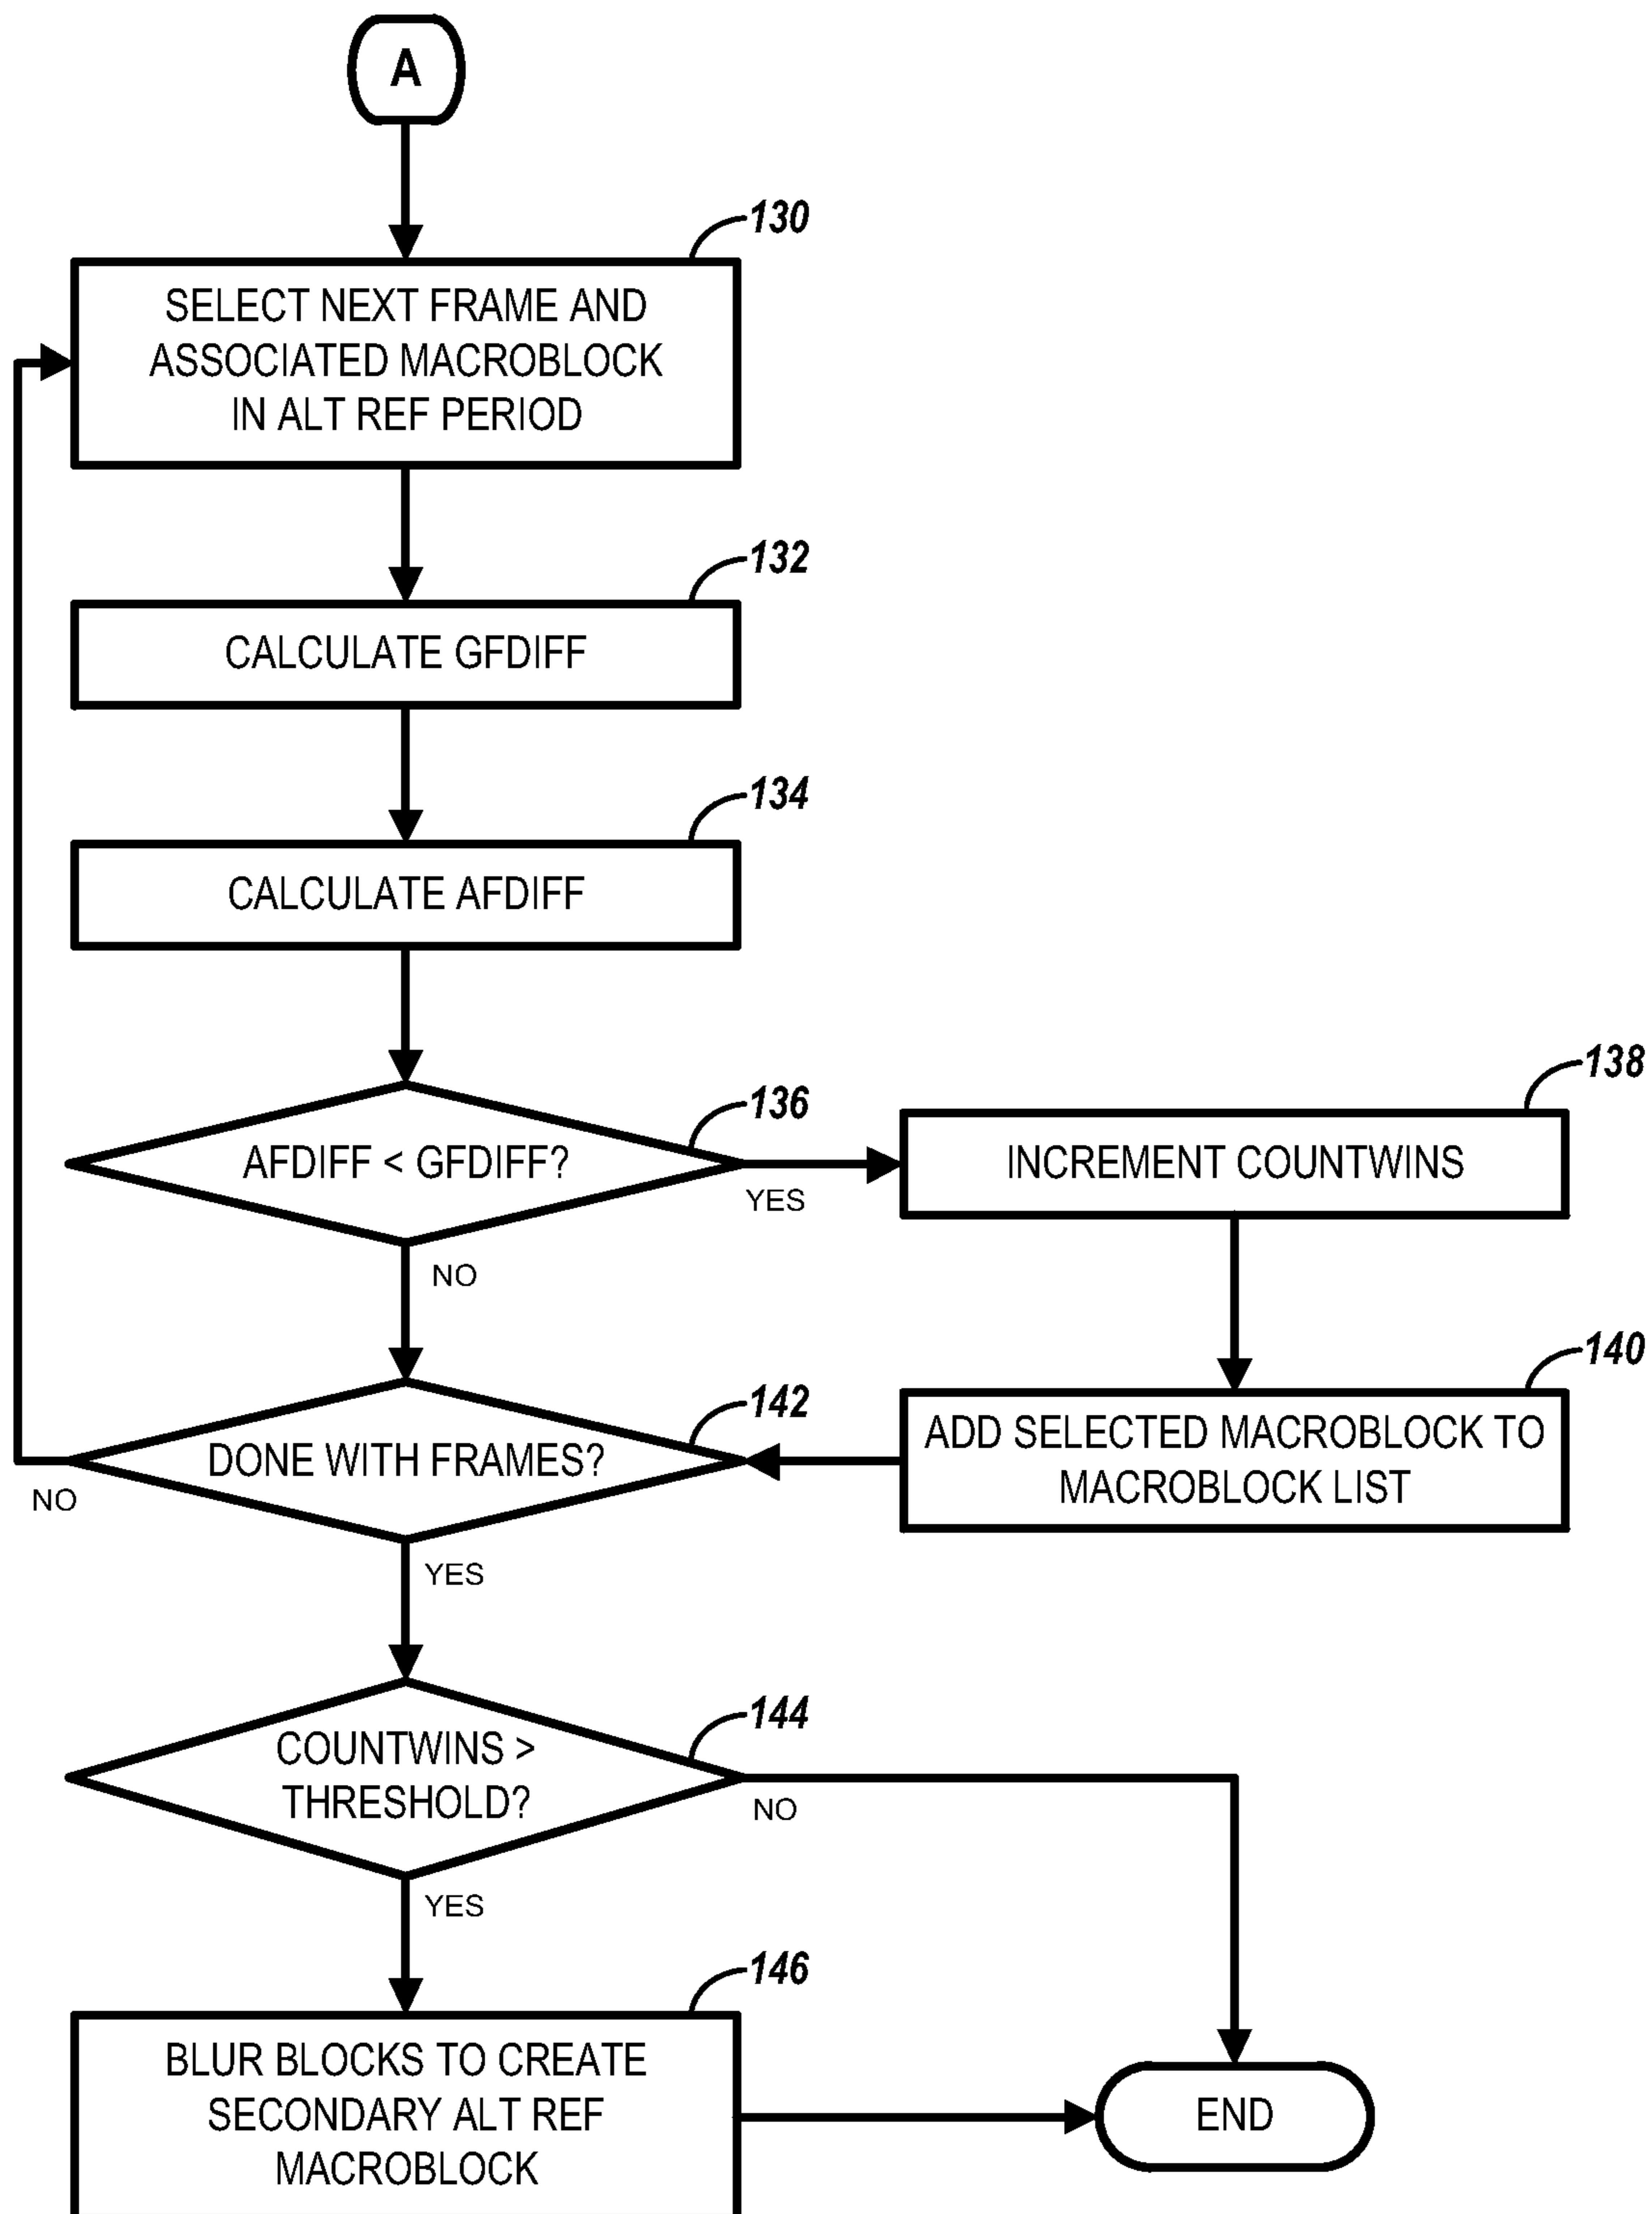 A
130
SELECT NEXT FRAME AND
ASSOCIATED MACROBLOCK
IN ALT REF PERIOD
132
CALCULATE GFDIFF
134
CALCULATE AFDIFF
136
AFDIFF < GFDIFF?
YES
NO
138
INCREMENT COUNTWINS
140
ADD SELECTED MACROBLOCK TO
MACROBLOCK LIST
142
DONE WITH FRAMES?
NO
YES
144
COUNTWINS >
THRESHOLD?
NO
YES
146
BLUR BLOCKS TO CREATE
SECONDARY ALT REF
MACROBLOCK
END